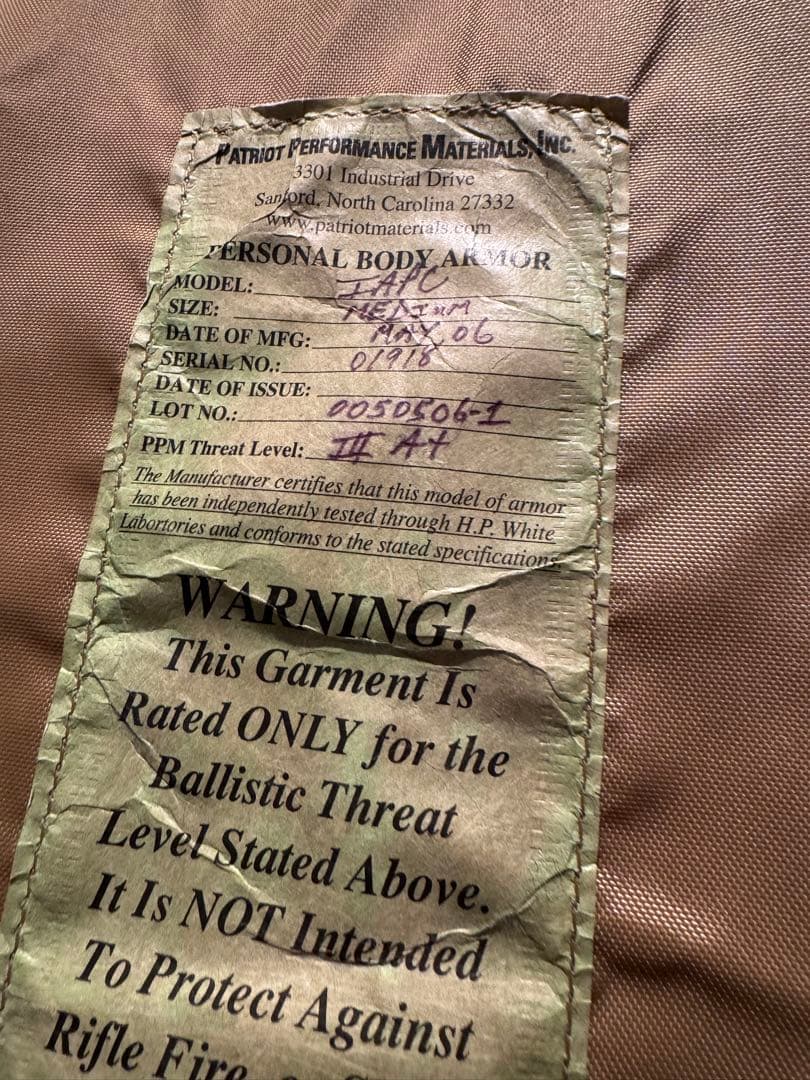 PATRIOT PERFORMANCE MATERIALS, INC.
3301 Industrial Drive
Sanford, North Carolina 27332
www.patriotmaterials.com
PERSONAL BODY ARMOR
MODEL: IAPC
SIZE: MEDIUM
DATE OF MFG: MAY, 06
SERIAL NO.: 01918
DATE OF ISSUE:
LOT NO.: 0050506-1
PPM Threat Level: III A+
The Manufacturer certifies that this model of armor
has been independently tested through H.P. White
Labortories and conforms to the stated specifications.
WARNING!
This Garment Is
Rated ONLY for the
Ballistic Threat
Level Stated Above.
It Is NOT Intended
To Protect Against
Rifle Fire